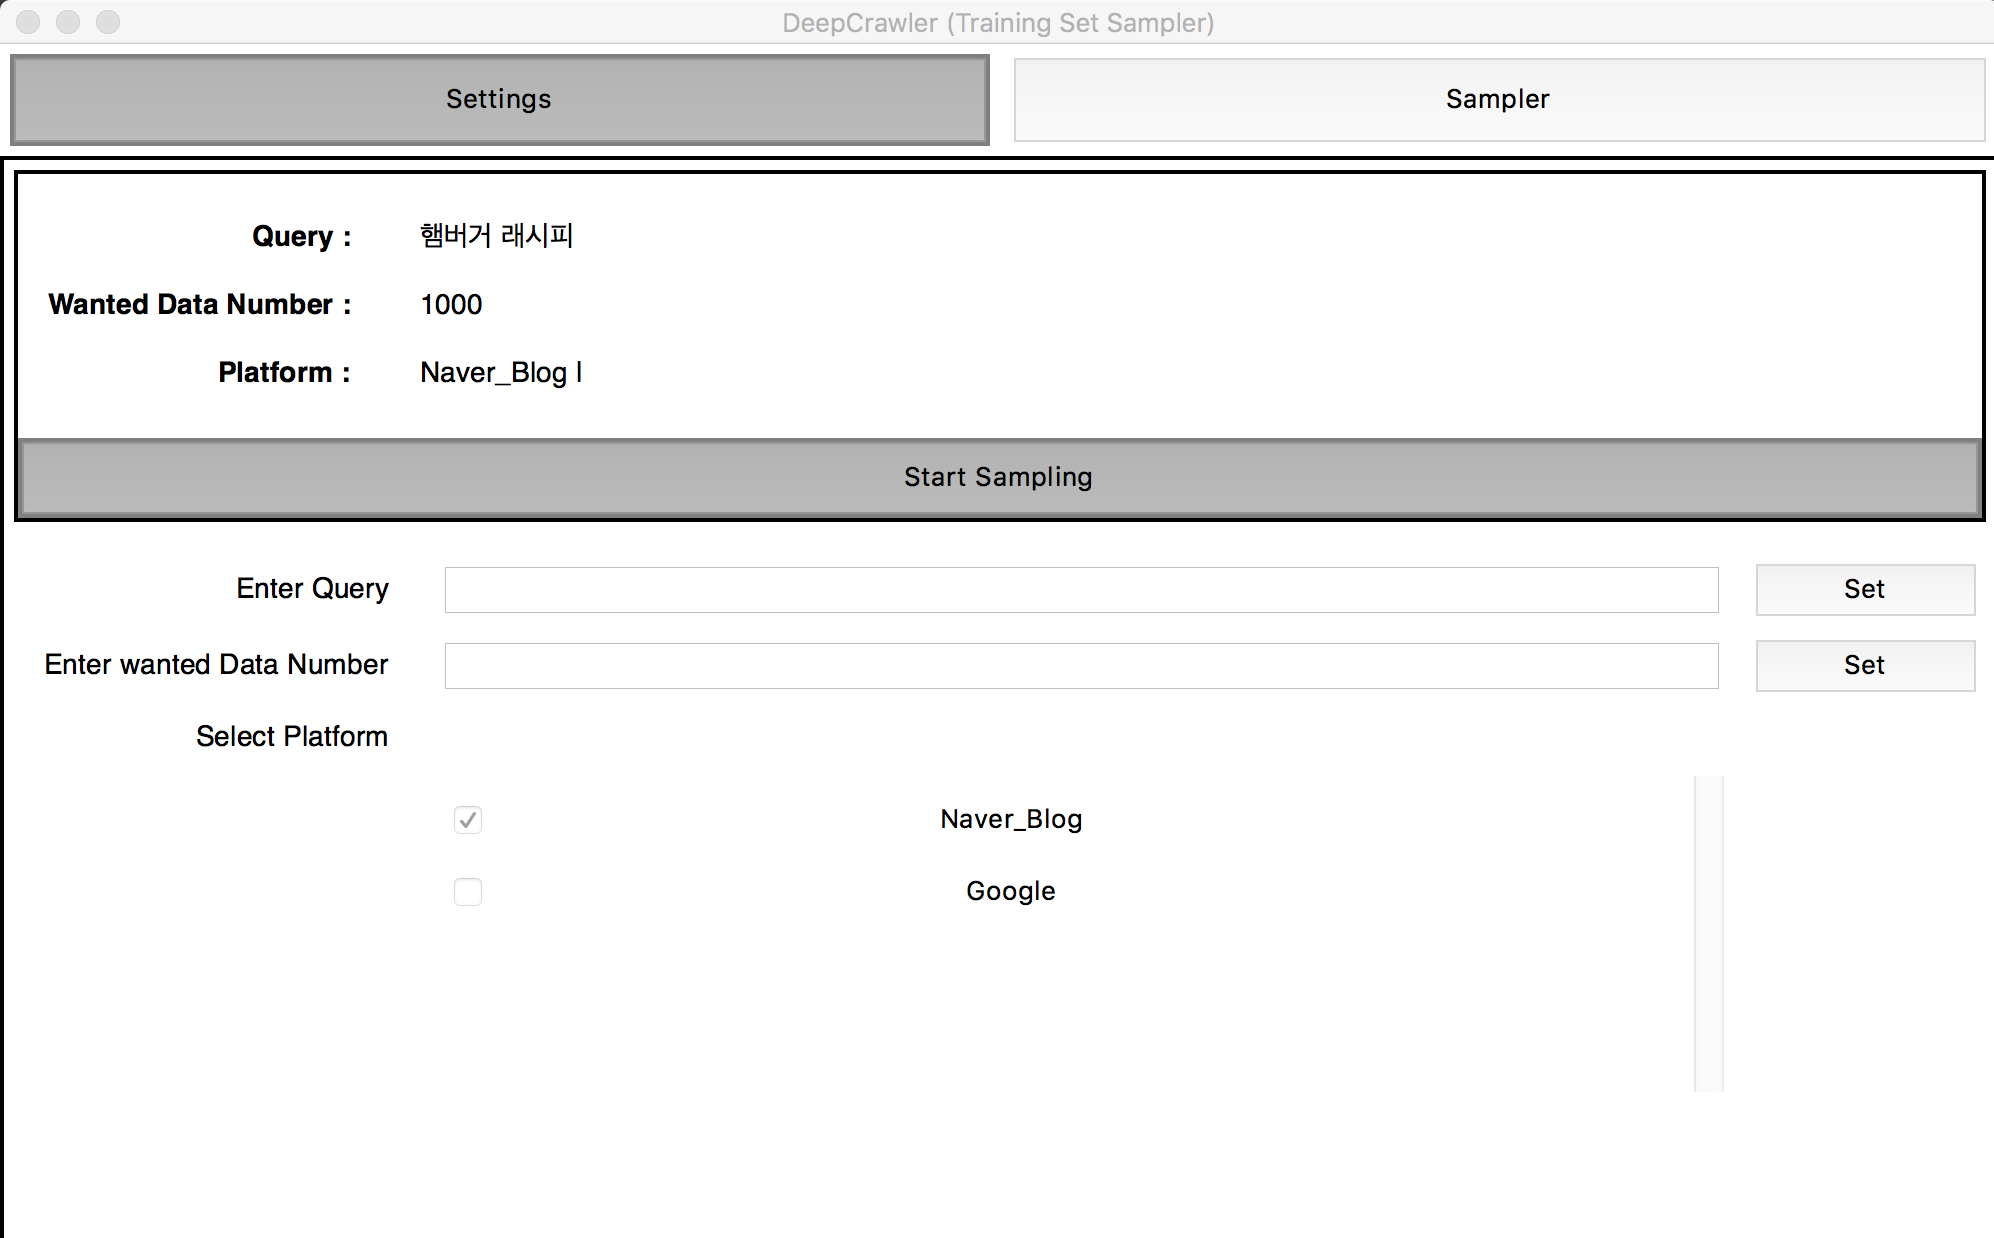 DeepCrawler (Training Set Sampler)
Settings
Sampler
Query : 햄버거 래시피
Wanted Data Number : 1000
Platform : Naver_Blog |
Start Sampling
Enter Query
Set
Enter wanted Data Number
Set
Select Platform
Naver_Blog
Google